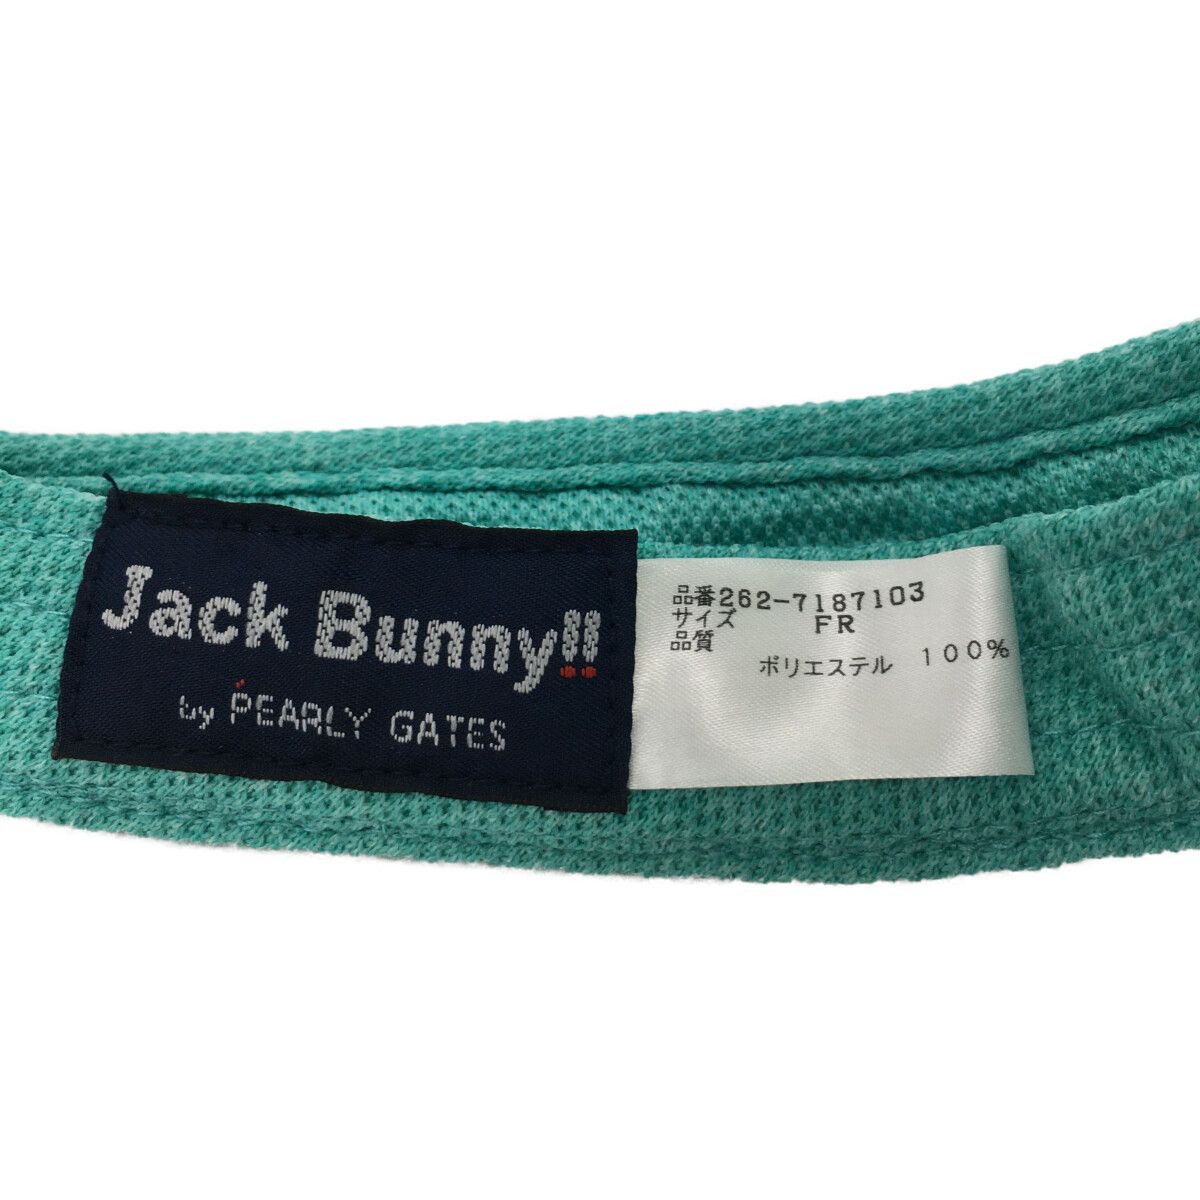 Jack Bunny!!
by PEARLY GATES
品番262-7187103
サイズ FR
品質
ポリエステル 100%